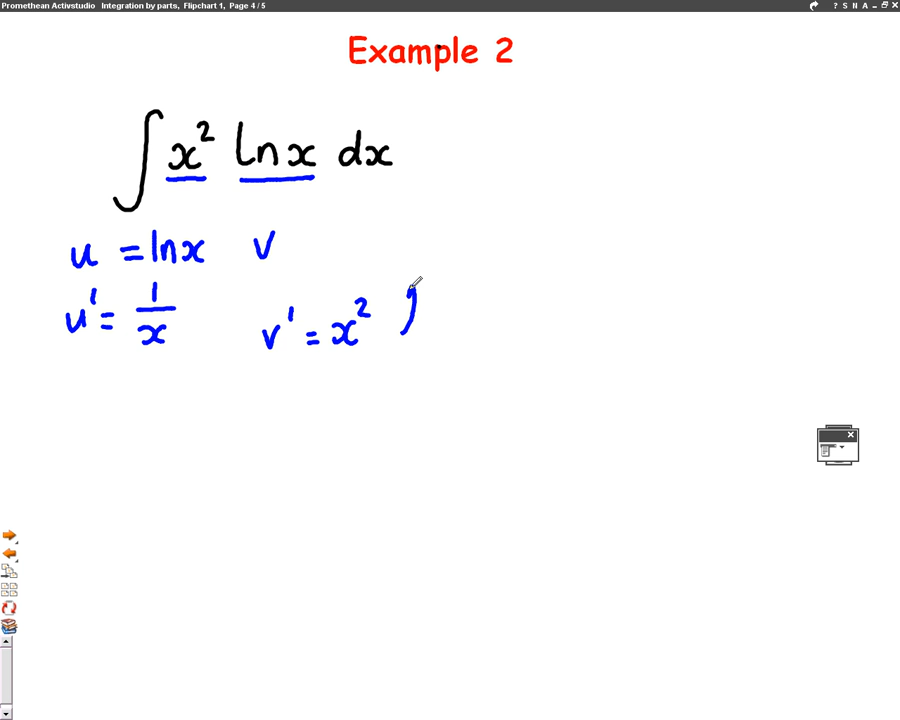 Promethean Activstudio Integration by parts, Flipchart 1, Page 4 / 5 ? S N A
Example 2
∫ x² ln x dx
u = ln x v
u' = 1/x v' = x²